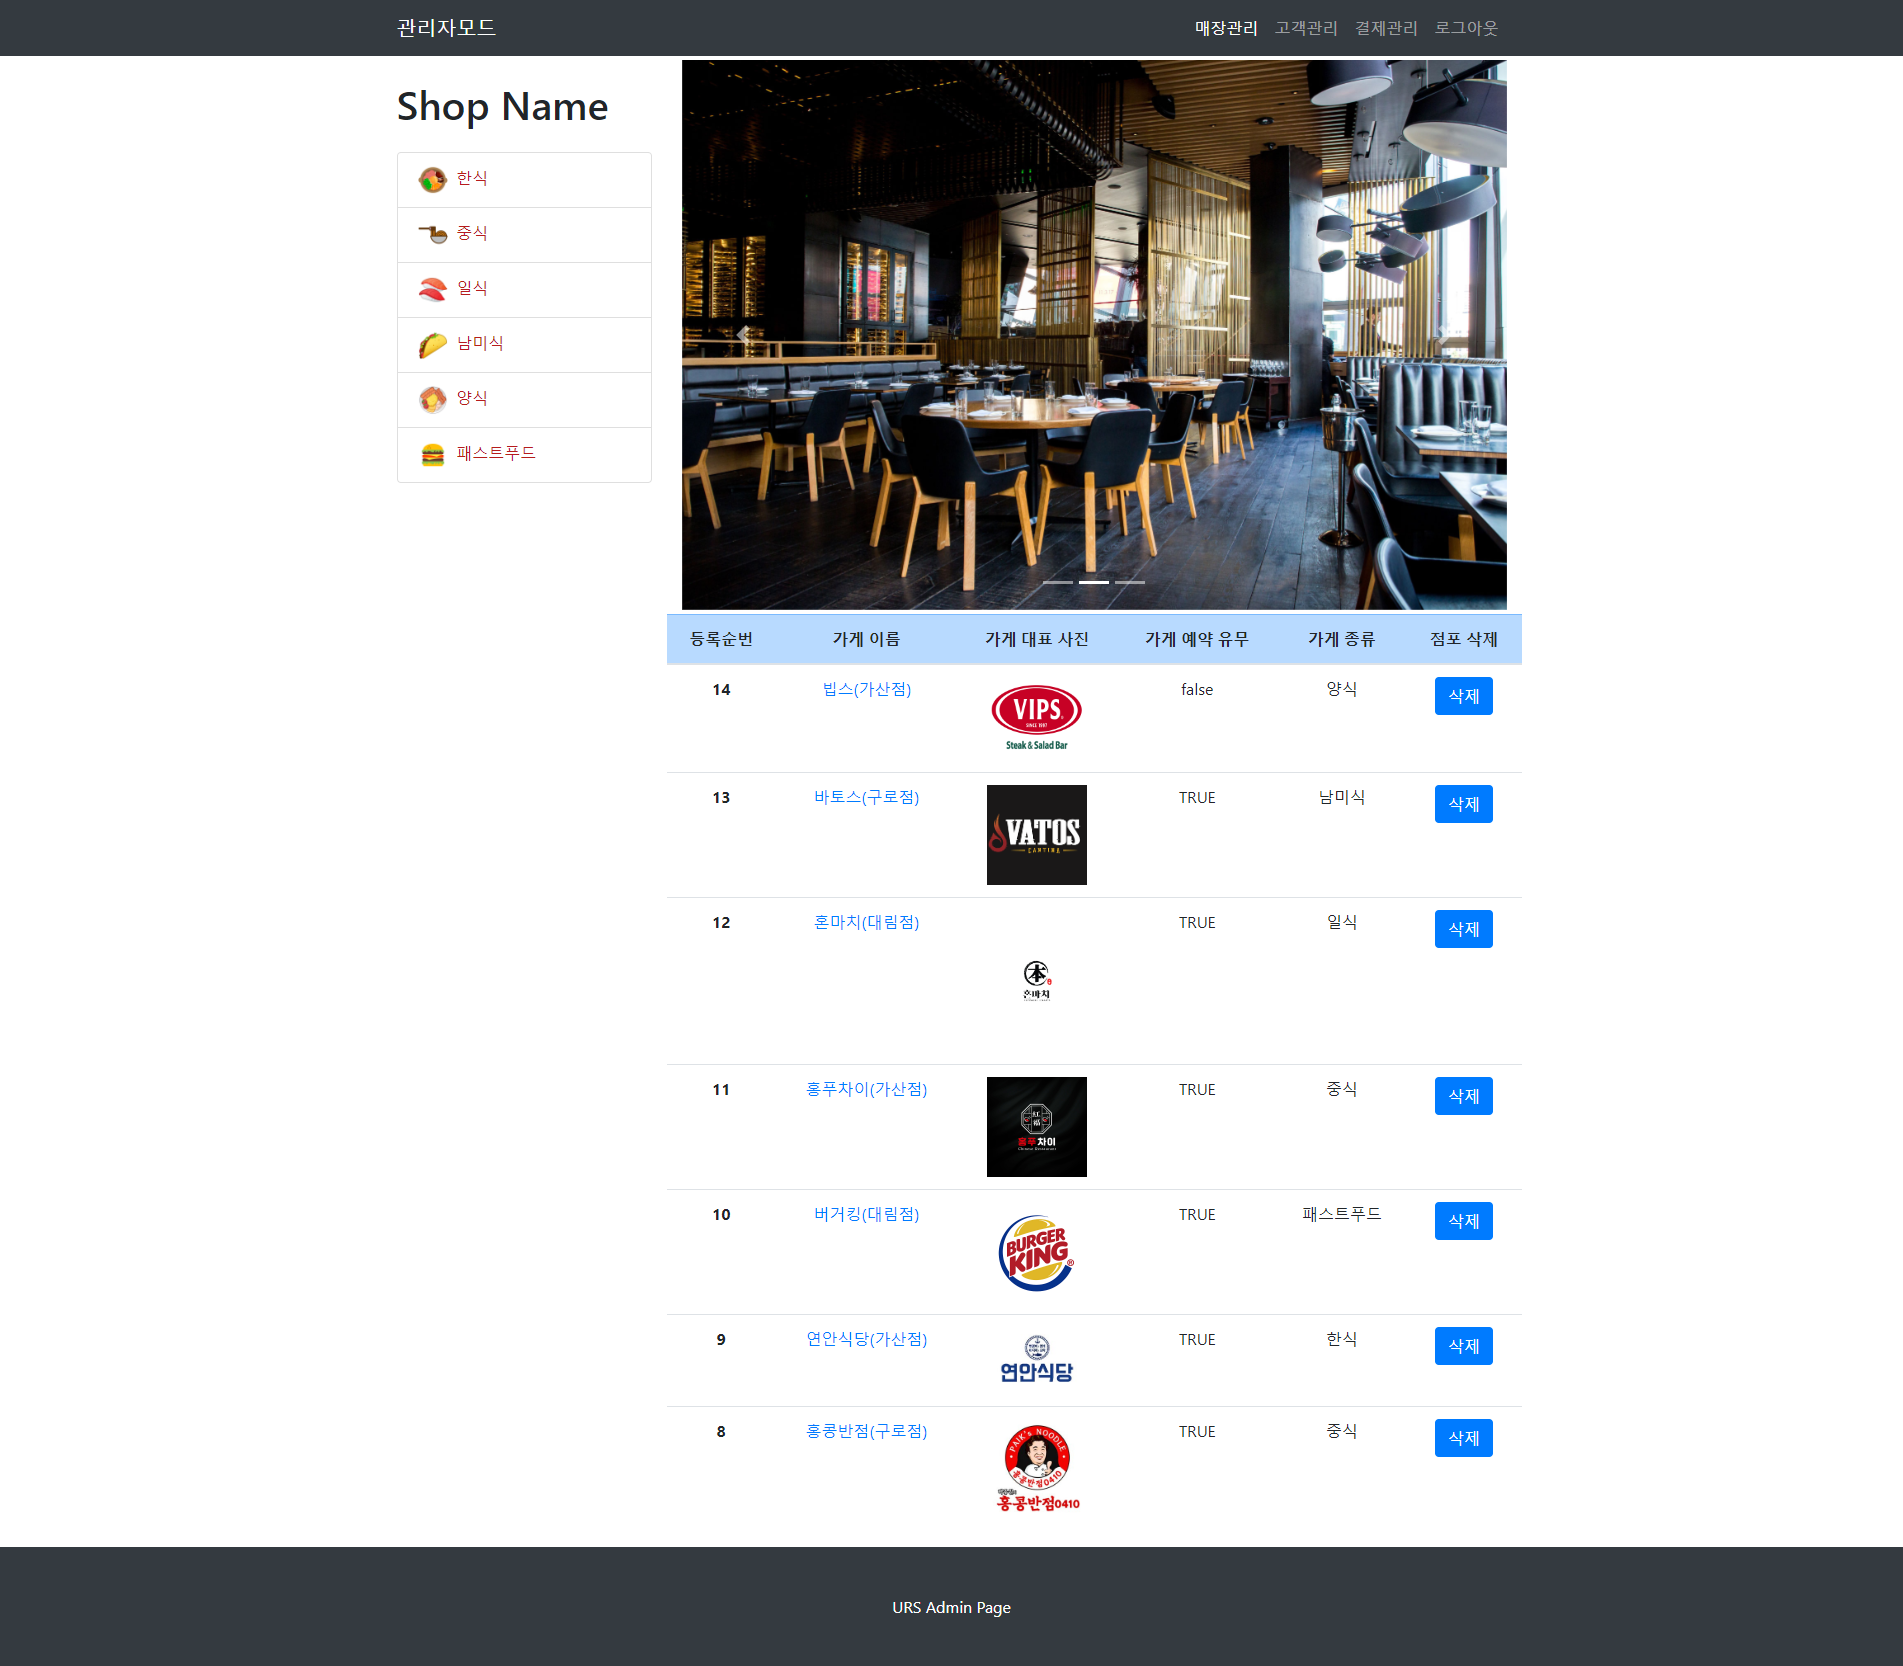 관리자모드
매장관리 고객관리 결제관리 로그아웃
Shop Name
한식
중식
일식
남미식
양식
패스트푸드
등록순번 가게 이름 가게 대표 사진 가게 예약 유무 가게 종류 점포 삭제
14 빕스(가산점) false 양식 삭제
VIPS
SINCE 1997
Steak & Salad Bar
13 바토스(구로점) TRUE 남미식 삭제
VATOS
CANTINA
12 혼마치(대림점) TRUE 일식 삭제
本
혼마치
11 홍푸차이(가산점) TRUE 중식 삭제
홍푸차이
Chinese Restaurant
10 버거킹(대림점) TRUE 패스트푸드 삭제
BURGER
KING®
9 연안식당(가산점) TRUE 한식 삭제
연안식당
8 홍콩반점(구로점) TRUE 중식 삭제
PAIK's NOODLE
홍콩반점0410
홍콩반점0410
URS Admin Page